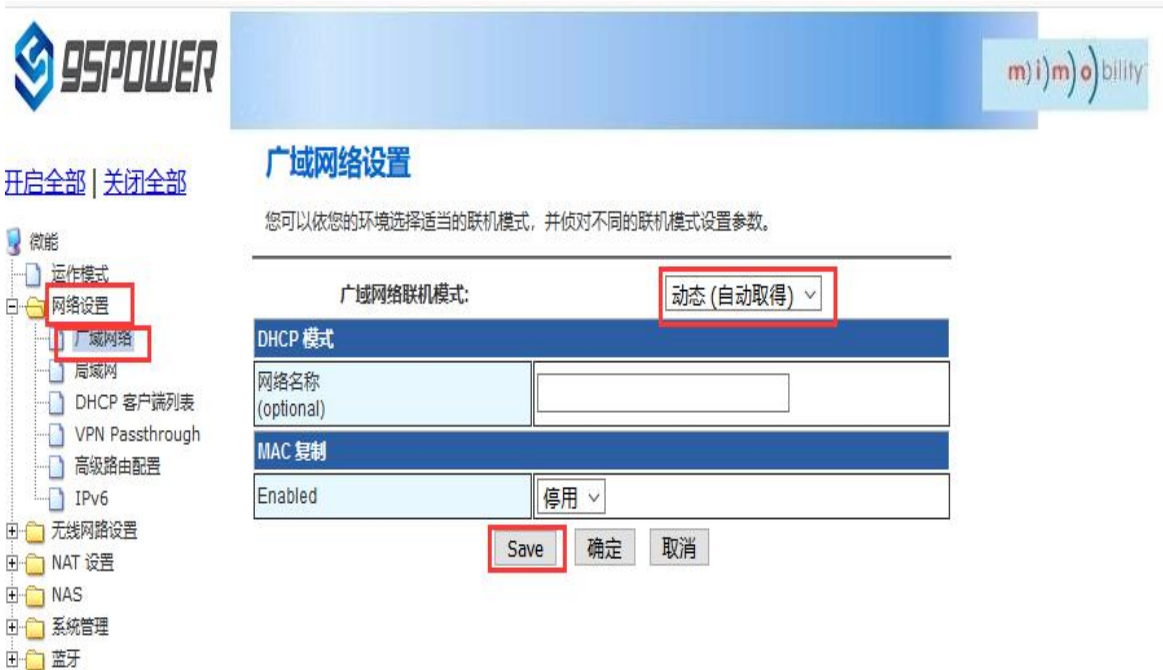 9SPOWER
m)i)m)o)bility
开启全部 | 关闭全部
微能
运作模式
网络设置
广域网络
局域网
DHCP 客户端列表
VPN Passthrough
高级路由配置
IPv6
无线网路设置
NAT 设置
NAS
系統管理
蓝牙
广域网络设置
您可以依您的环境选择适当的联机模式，并侦对不同的联机模式设置参数。
广域网络联机模式: 动态 (自动取得)
DHCP 模式
网络名称
(optional)
MAC 复制
Enabled 停用
Save 确定 取消